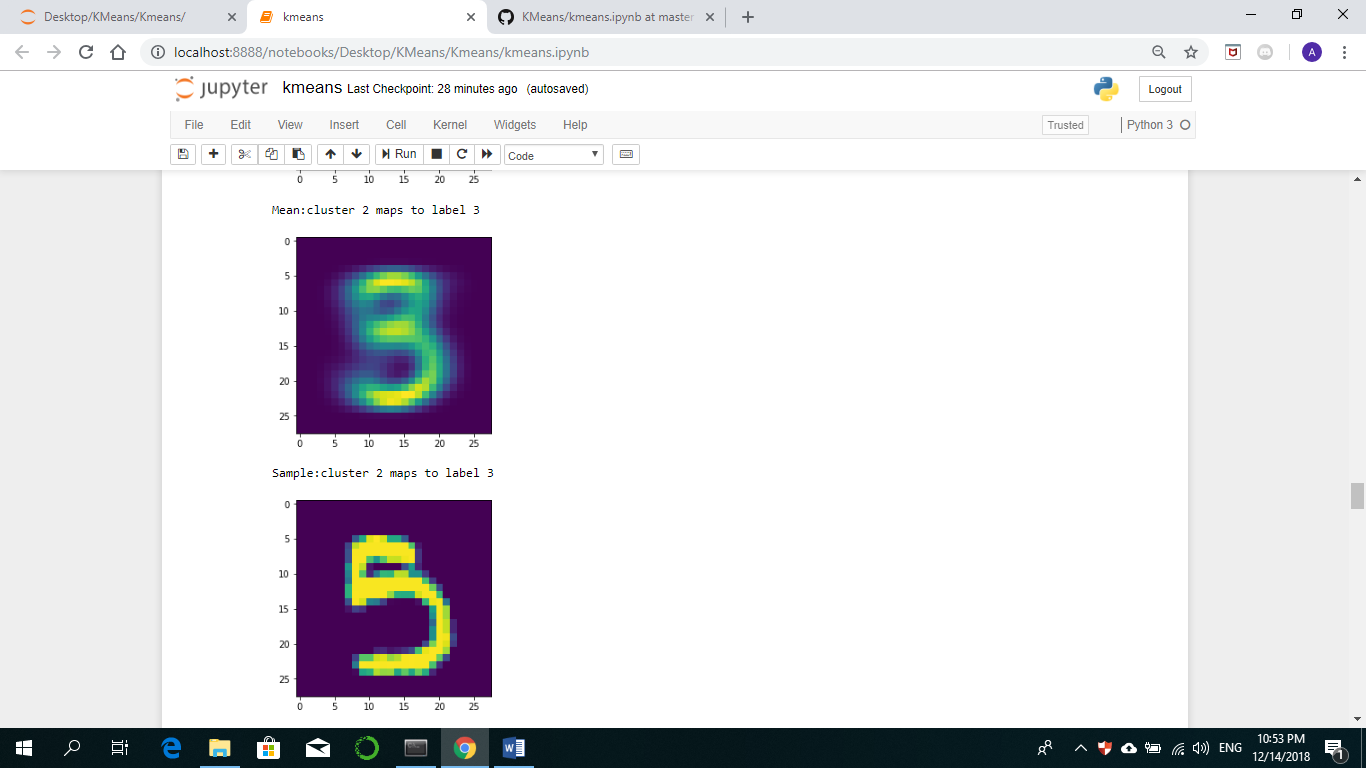 Desktop/KMeans/Kmeans/
kmeans
KMeans/kmeans.ipynb at master
localhost:8888/notebooks/Desktop/KMeans/Kmeans/kmeans.ipynb
A
jupyter kmeans Last Checkpoint: 28 minutes ago (autosaved)
Logout
File Edit View Insert Cell Kernel Widgets Help
Trusted
Python 3
Run
Code
0 5 10 15 20 25
Mean:cluster 2 maps to label 3
0
5
10
15
20
25
0 5 10 15 20 25
Sample:cluster 2 maps to label 3
0
5
10
15
20
25
0 5 10 15 20 25
ENG
10:53 PM
12/14/2018
1